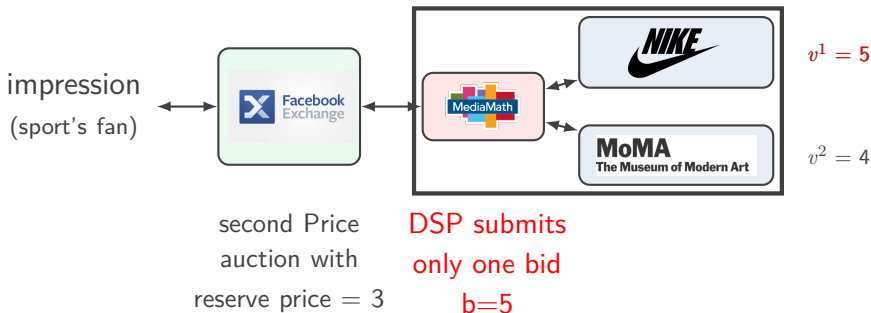 impression
(sport's fan)
Facebook
Exchange
MediaMath
NIKE
MoMA
The Museum of Modern Art
v¹ = 5
v² = 4
second Price
auction with
reserve price = 3
DSP submits
only one bid
b=5